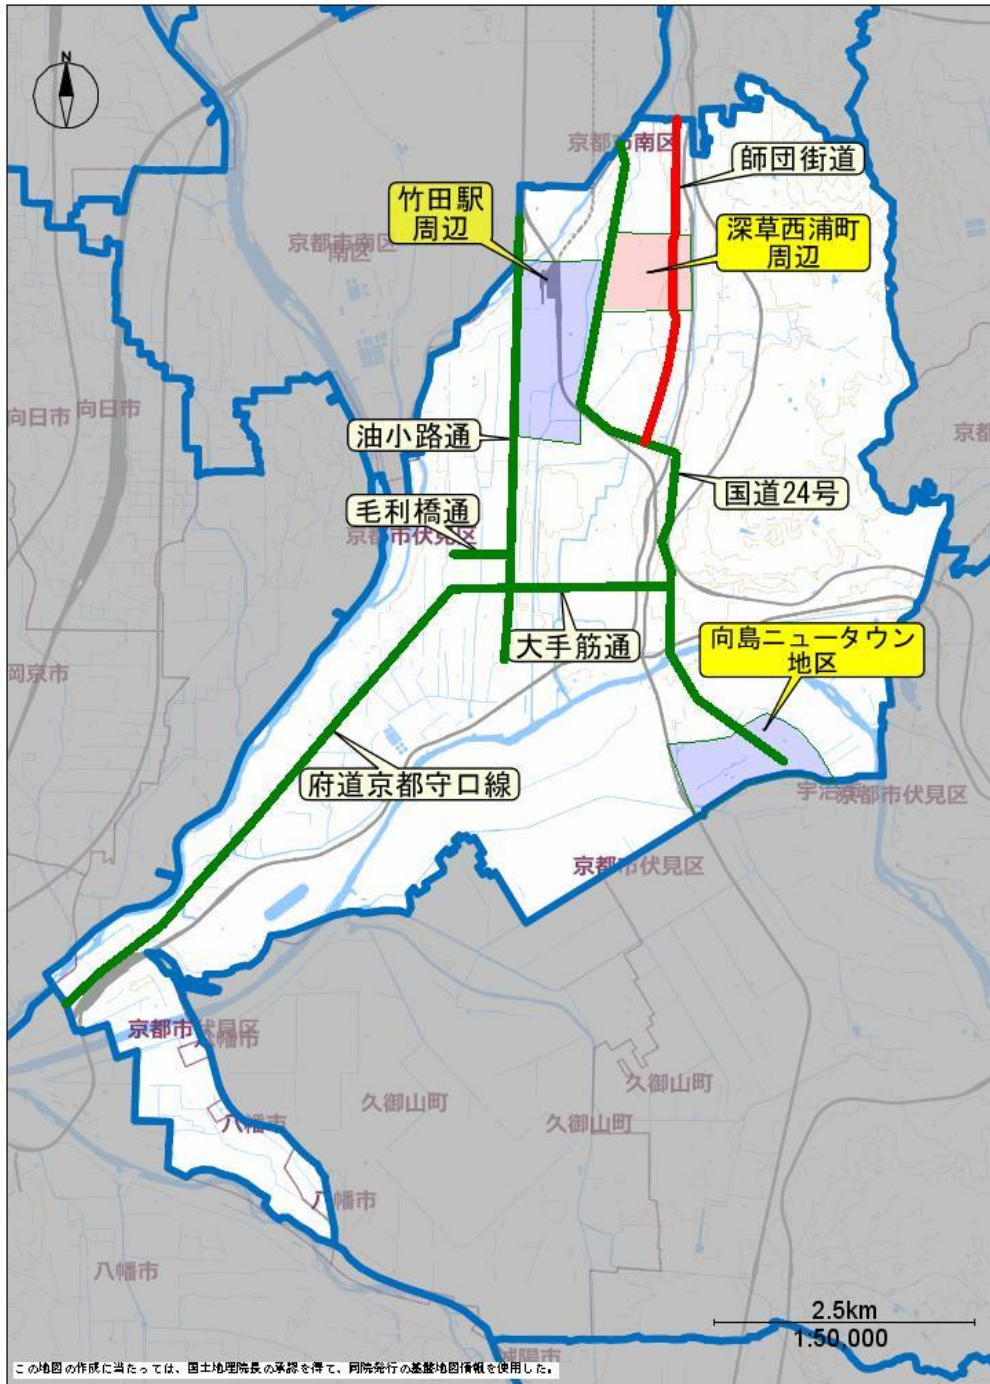 N
京都市南区
師団街道
竹田駅
周辺
深草西浦町
周辺
京都市南区
南区
向日市
向日市
京都
油小路通
国道24号
毛利橋通
京都市伏見区
大手筋通
向島ニュータウン
地区
岡京市
府道京都守口線
京都市伏見区
京都市伏見区
京都市伏見区
八幡市
久御山町
久御山町
久御山町
八幡市
八幡市
八幡市
2.5km
1:50,000
城陽市
この地図の作成に当たっては、国土地理院長の承認を得て、同院発行の基盤地図情報を使用した。